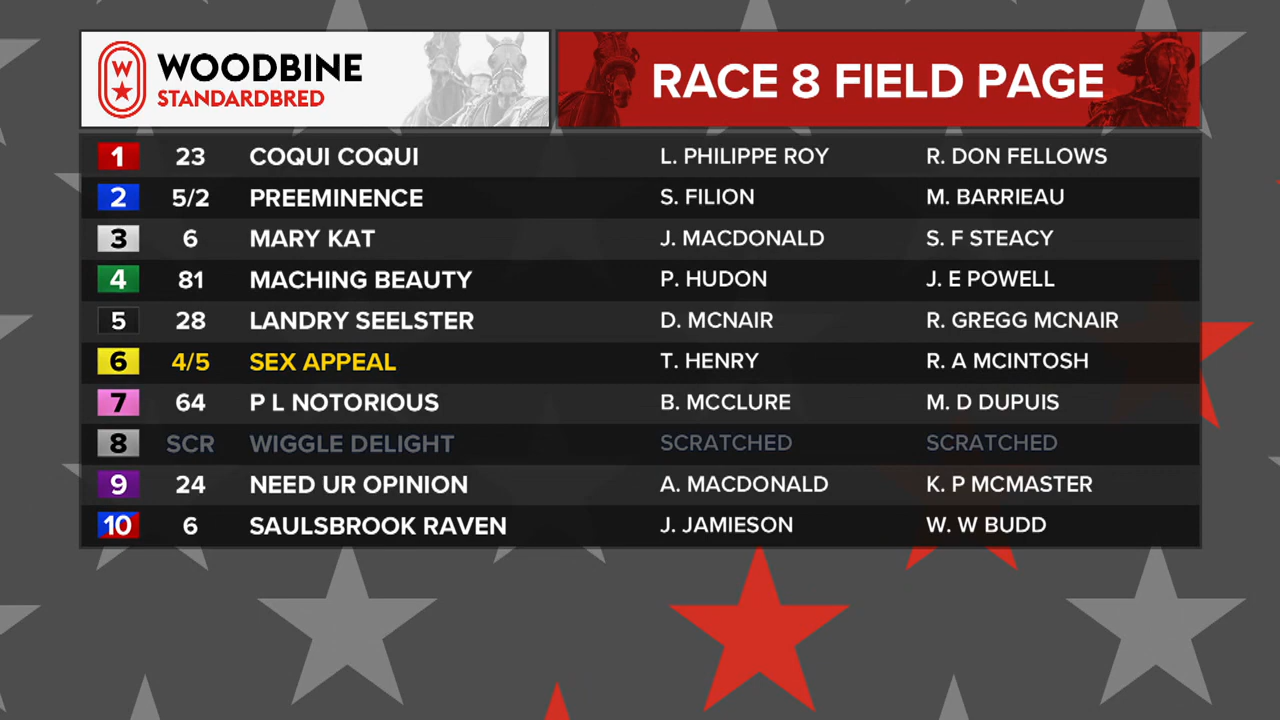 W
WOODBINE
STANDARDBRED
RACE 8 FIELD PAGE
1 23 COQUI COQUI L. PHILIPPE ROY R. DON FELLOWS
2 5/2 PREEMINENCE S. FILION M. BARRIEAU
3 6 MARY KAT J. MACDONALD S. F STEACY
4 81 MACHING BEAUTY P. HUDON J. E POWELL
5 28 LANDRY SEELSTER D. MCNAIR R. GREGG MCNAIR
6 4/5 SEX APPEAL T. HENRY R. A MCINTOSH
7 64 P L NOTORIOUS B. MCCLURE M. D DUPUIS
8 SCR WIGGLE DELIGHT SCRATCHED SCRATCHED
9 24 NEED UR OPINION A. MACDONALD K. P MCMASTER
10 6 SAULSBROOK RAVEN J. JAMIESON W. W BUDD